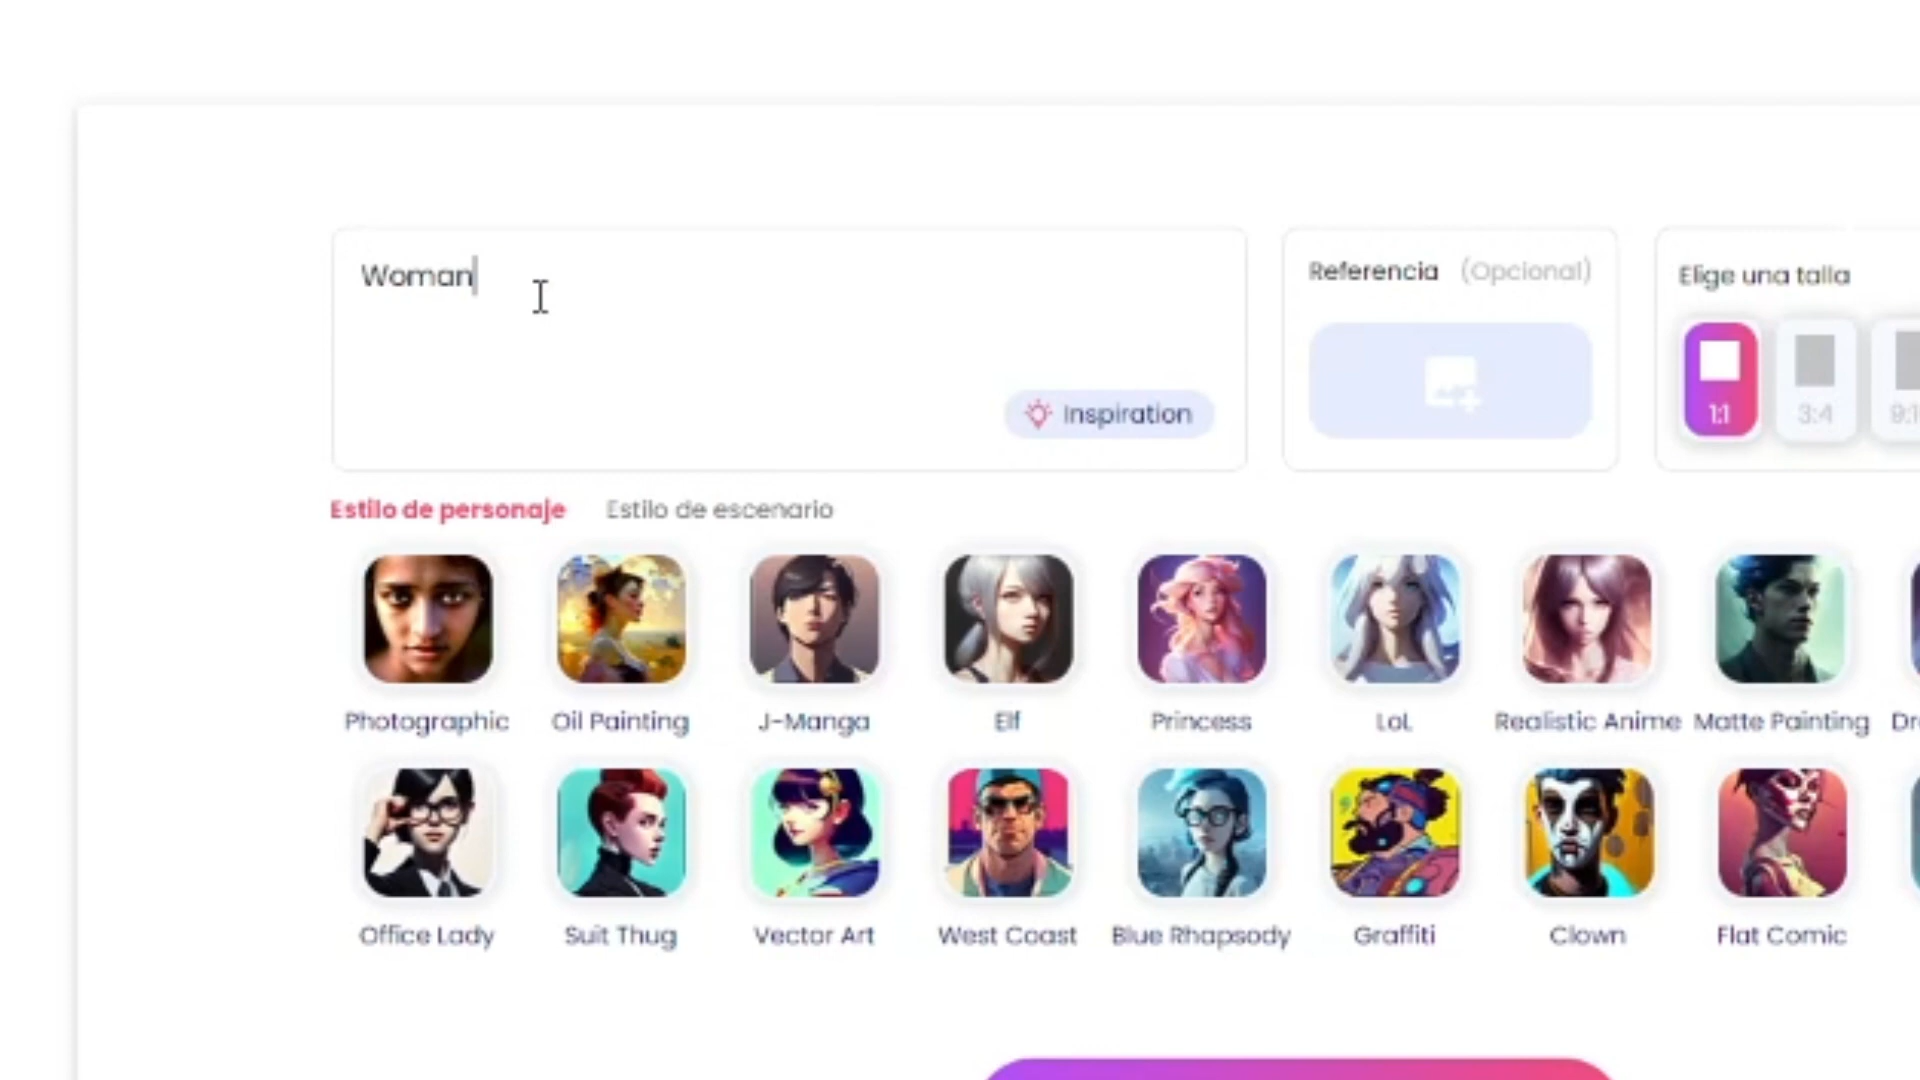 Woman
Inspiration
Referencia (Opcional)
Elige una talla
1:1
3:4
Estilo de personaje Estilo de escenario
Photographic Oil Painting J-Manga Elf Princess LoL Realistic Anime Matte Painting
Office Lady Suit Thug Vector Art West Coast Blue Rhapsody Graffiti Clown Flat Comic